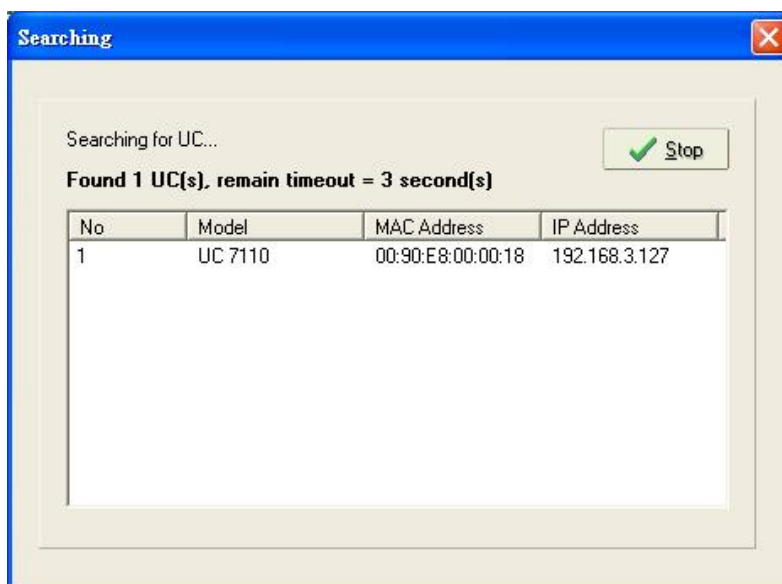 Searching
Searching for UC...
Stop
Found 1 UC(s), remain timeout = 3 second(s)
No Model MAC Address IP Address
1 UC 7110 00:90:E8:00:00:18 192.168.3.127